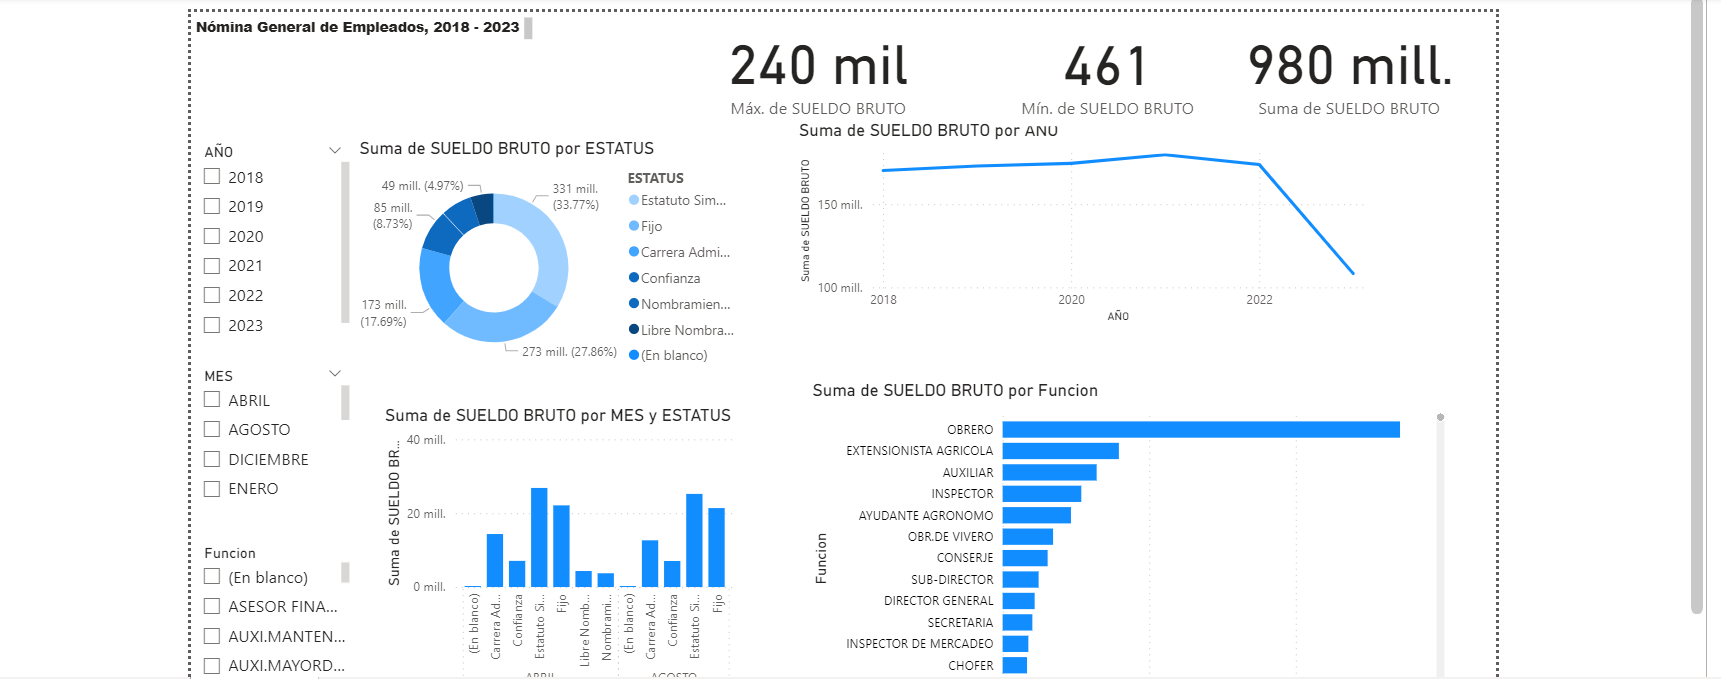 Nómina General de Empleados, 2018 - 2023
240 mil
Máx. de SUELDO BRUTO
461
Mín. de SUELDO BRUTO
980 mill.
Suma de SUELDO BRUTO
AÑO
2018
2019
2020
2021
2022
2023
Suma de SUELDO BRUTO por ESTATUS
49 mill. (4.97%)
85 mill.
(8.73%)
173 mill.
(17.69%)
331 mill.
(33.77%)
273 mill. (27.86%)
ESTATUS
Estatuto Sim...
Fijo
Carrera Admi...
Confianza
Nombramien...
Libre Nombra...
(En blanco)
Suma de SUELDO BRUTO por AÑO
Suma de SUELDO BRUTO
150 mill.
100 mill.
2018
2020
2022
AÑO
MES
ABRIL
AGOSTO
DICIEMBRE
ENERO
Suma de SUELDO BRUTO por MES y ESTATUS
Suma de SUELDO BR...
40 mill.
20 mill.
0 mill.
(En blanco)
Carrera Ad...
Confianza
Estatuto Si...
Fijo
Libre Nomb...
Nombrami...
(En blanco)
Carrera Ad...
Confianza
Estatuto Si...
Fijo
ABRIL
AGOSTO
Suma de SUELDO BRUTO por Funcion
Funcion
OBRERO
EXTENSIONISTA AGRICOLA
AUXILIAR
INSPECTOR
AYUDANTE AGRONOMO
OBR.DE VIVERO
CONSERJE
SUB-DIRECTOR
DIRECTOR GENERAL
SECRETARIA
INSPECTOR DE MERCADEO
CHOFER
Funcion
(En blanco)
ASESOR FINA...
AUXI.MANTEN...
AUXI.MAYORD...